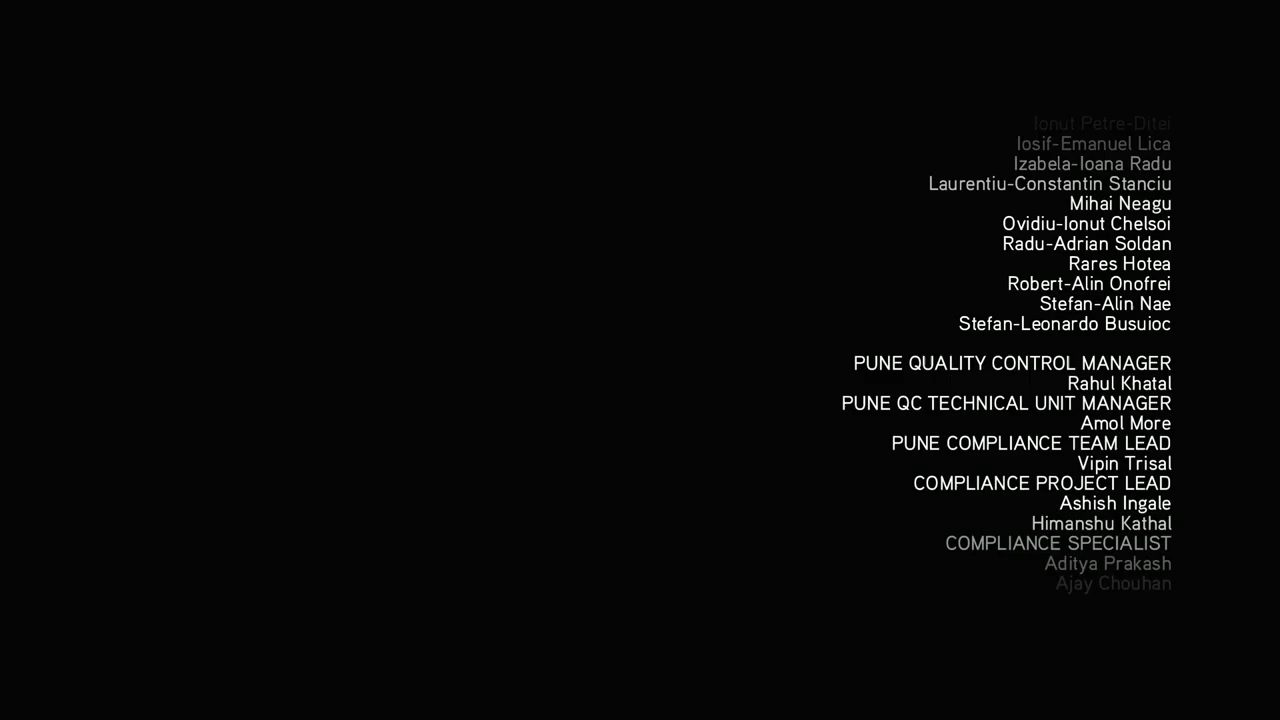 Ionut Petre-Ditei
Iosif-Emanuel Lica
Izabela-Ioana Radu
Laurentiu-Constantin Stanciu
Mihai Neagu
Ovidiu-Ionut Chelsoi
Radu-Adrian Soldan
Rares Hotea
Robert-Alin Onofrei
Stefan-Alin Nae
Stefan-Leonardo Busuioc
PUNE QUALITY CONTROL MANAGER
Rahul Khatal
PUNE QC TECHNICAL UNIT MANAGER
Amol More
PUNE COMPLIANCE TEAM LEAD
Vipin Trisal
COMPLIANCE PROJECT LEAD
Ashish Ingale
Himanshu Kathal
COMPLIANCE SPECIALIST
Aditya Prakash
Ajay Chouhan